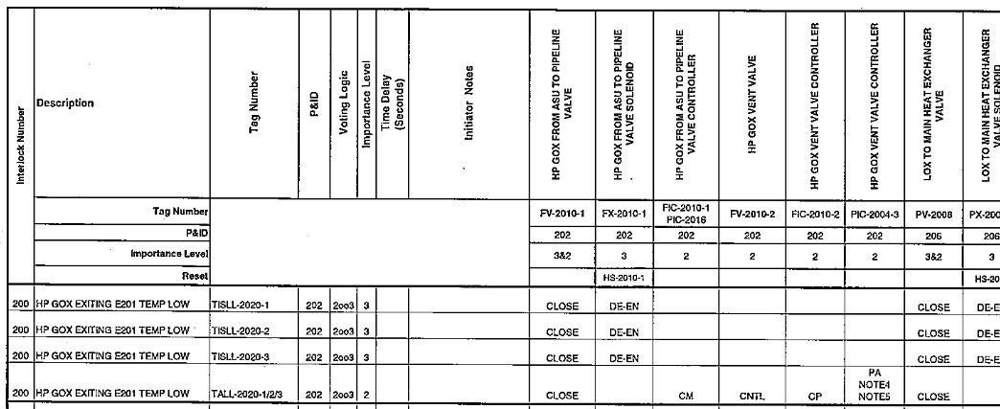 Interlock Number
Description
Tag Number
P&ID
Voting Logic
Importance Level
Time Delay
(Seconds)
Initiator Notes
HP GOX FROM ASU TO PIPELINE
VALVE
HP GOX FROM ASU TO PIPELINE
VALVE SOLENOID
HP GOX FROM ASU TO PIPELINE
VALVE CONTROLLER
HP GOX VENT VALVE
HP GOX VENT VALVE CONTROLLER
HP GOX VENT VALVE CONTROLLER
LOX TO MAIN HEAT EXCHANGER
VALVE
LOX TO MAIN HEAT EXCHANGER
VALVE SOLENOID
Tag Number FV-2010-1 FX-2010-1 FIC-2010-1 PIC-2016 FV-2010-2 FIC-2010-2 PIC-2004-3 PV-2008 PX-200
P&ID 202 202 202 202 202 202 206 206
Importance Level 3&2 3 2 2 2 2 3&2 3
Reset HS-2010-1 HS-20
200 HP GOX EXITING E201 TEMP LOW TISLL-2020-1 202 2oo3 3 CLOSE DE-EN CLOSE DE-E
200 HP GOX EXITING E201 TEMP LOW TISLL-2020-2 202 2oo3 3 CLOSE DE-EN CLOSE DE-E
200 HP GOX EXITING E201 TEMP LOW TISLL-2020-3 202 2oo3 3 CLOSE DE-EN CLOSE DE-E
200 HP GOX EXITING E201 TEMP LOW TALL-2020-1/2/3 202 2oo3 2 CLOSE CM CNTL CP PA NOTE4 NOTE5 CLOSE